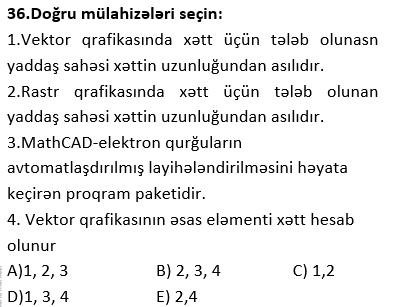 36.Doğru mülahizələri seçin:
1.Vektor qrafikasında xətt üçün tələb olunasn
yaddaş sahəsi xəttin uzunluğundan asılıdır.
2.Rastr qrafikasında xətt üçün tələb olunan
yaddaş sahəsi xəttin uzunluğundan asılıdır.
3.MathCAD-elektron qurğuların
avtomatlaşdırılmış layihələndirilməsini həyata
keçirən proqram paketidir.
4. Vektor qrafikasının əsas eləmenti xətt hesab
olunur
A)1, 2, 3 B) 2, 3, 4 C) 1,2
D)1, 3, 4 E) 2,4